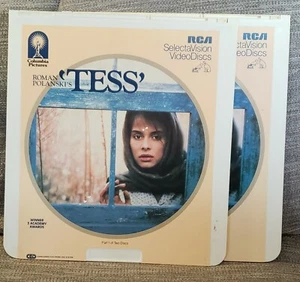 Columbia
Pictures
RCA
SelectaVision
VideoDiscs
ROMAN
POLANSKI'S
'TESS'
WINNER
3 ACADEMY
AWARDS
Part I of Two Discs
CED
RCA
SelectaVision
VideoDiscs